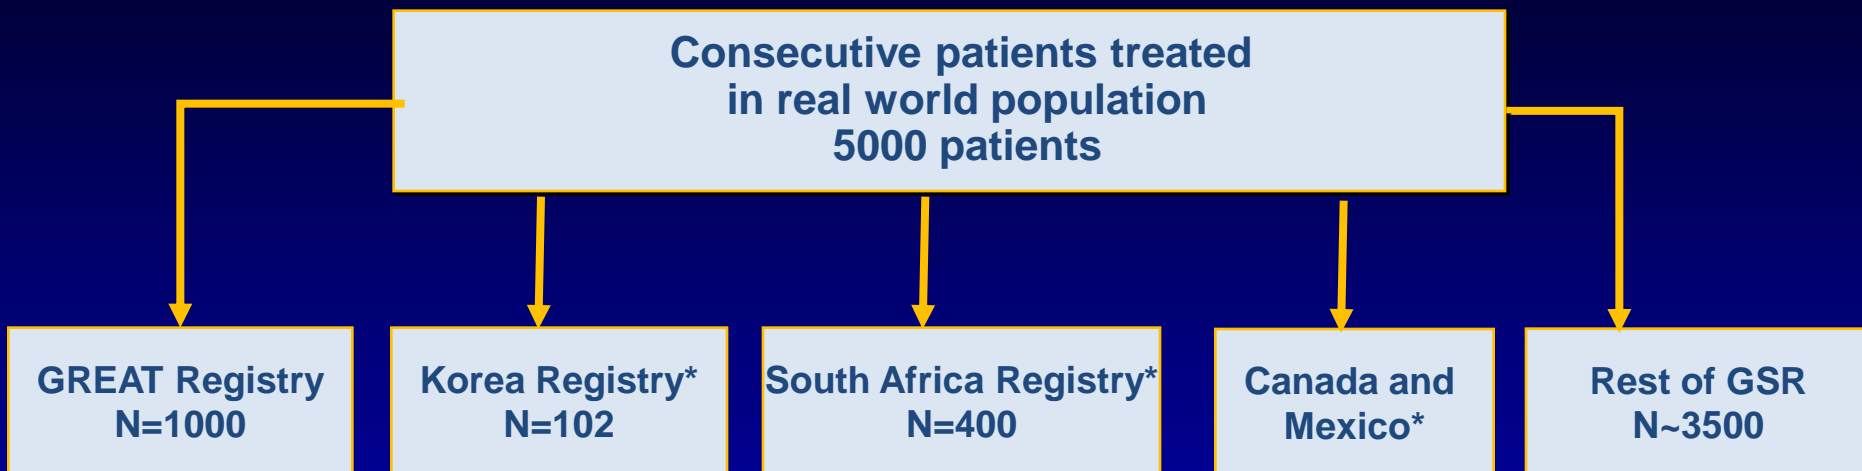 Consecutive patients treated
in real world population
5000 patients
GREAT Registry
N=1000
Korea Registry*
N=102
South Africa Registry*
N=400
Canada and
Mexico*
Rest of GSR
N~3500